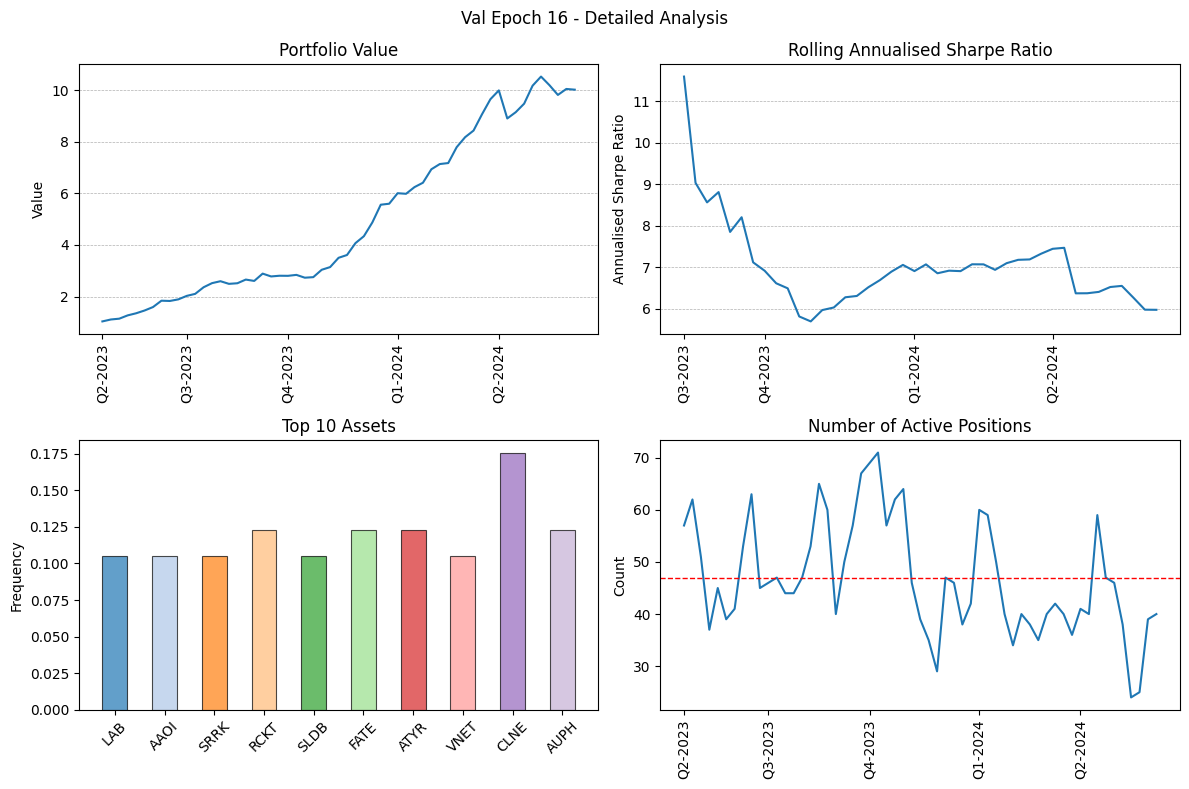 Val Epoch 16 - Detailed Analysis
Portfolio Value
Value
10
8
6
4
2
Q2-2023
Q3-2023
Q4-2023
Q1-2024
Q2-2024
Rolling Annualised Sharpe Ratio
Annualised Sharpe Ratio
11
10
9
8
7
6
Q3-2023
Q4-2023
Q1-2024
Q2-2024
Top 10 Assets
Frequency
0.175
0.150
0.125
0.100
0.075
0.050
0.025
0.000
LAB
AAOI
SRRK
RCKT
SLDB
FATE
ATYR
VNET
CLNE
AUPH
Number of Active Positions
Count
70
60
50
40
30
Q2-2023
Q3-2023
Q4-2023
Q1-2024
Q2-2024